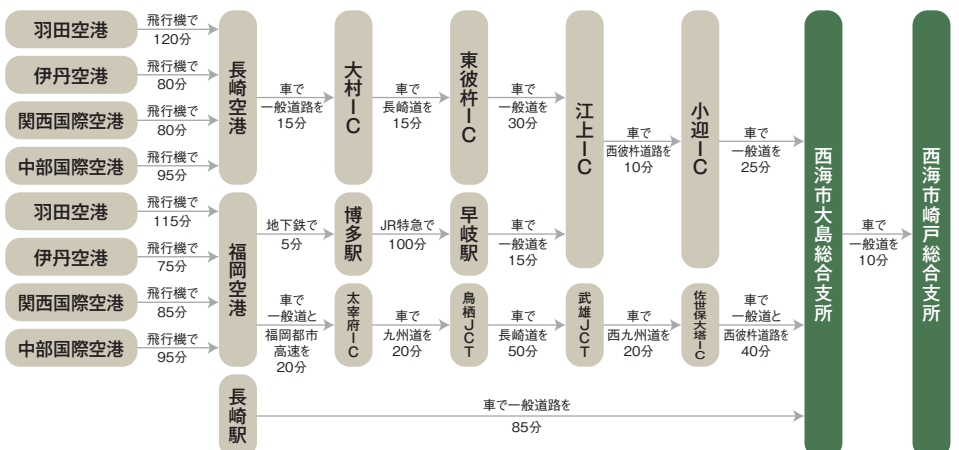 羽田空港
飛行機で
120分
伊丹空港
飛行機で
80分
関西国際空港
飛行機で
80分
中部国際空港
飛行機で
95分
長崎空港
車で
一般道路を
15分
大村IC
車で
長崎道を
15分
東彼杵IC
車で
一般道を
30分
江上IC
車で
西彼杵道路を
10分
小迎IC
車で
一般道を
25分
羽田空港
飛行機で
115分
伊丹空港
飛行機で
75分
関西国際空港
飛行機で
85分
中部国際空港
飛行機で
95分
福岡空港
地下鉄で
5分
博多駅
JR特急で
100分
早岐駅
車で
一般道を
15分
車で
一般道と
福岡都市
高速を
20分
太宰府IC
車で
九州道を
20分
鳥栖JCT
車で
長崎道を
50分
武雄JCT
車で
西九州道を
20分
佐世保大塔IC
車で
一般道と
西彼杵道路を
40分
長崎駅
車で一般道路を
85分
西海市大島総合支所
車で
一般道を
10分
西海市崎戸総合支所